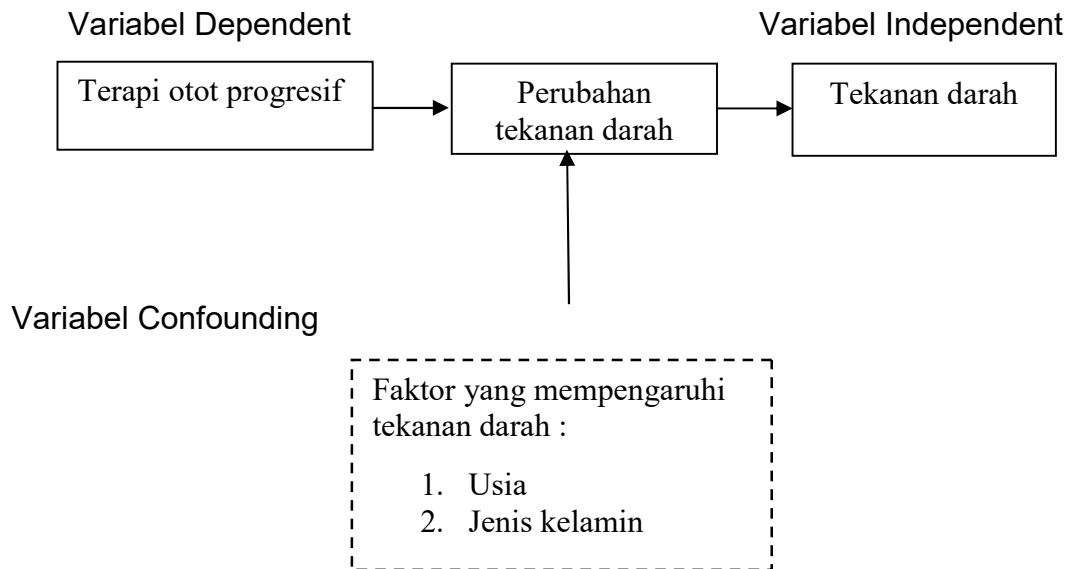 Variabel Dependent
Variabel Independent
Terapi otot progresif
Perubahan
tekanan darah
Tekanan darah
Variabel Confounding
Faktor yang mempengaruhi
tekanan darah :
1. Usia
2. Jenis kelamin